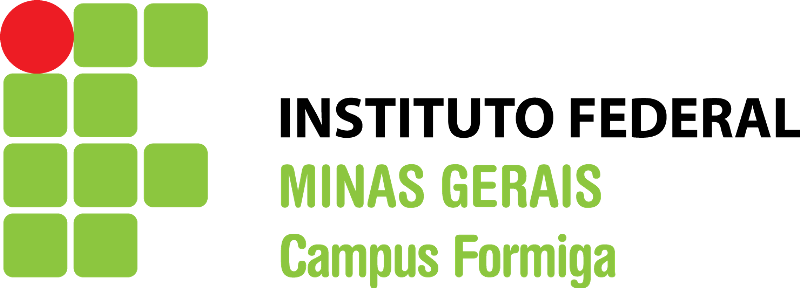 INSTITUTO FEDERAL
MINAS GERAIS
Campus Formiga